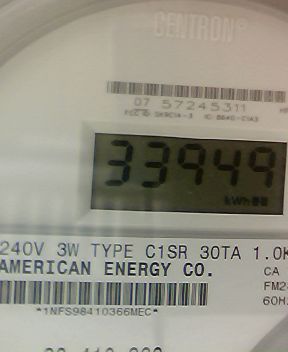 CENTRON®
07 57245311
33949
kWh
240V 3W TYPE C1SR 30TA 1.0K
AMERICAN ENERGY CO.
CA
FM2
60H
*1NFS98410366MEC*